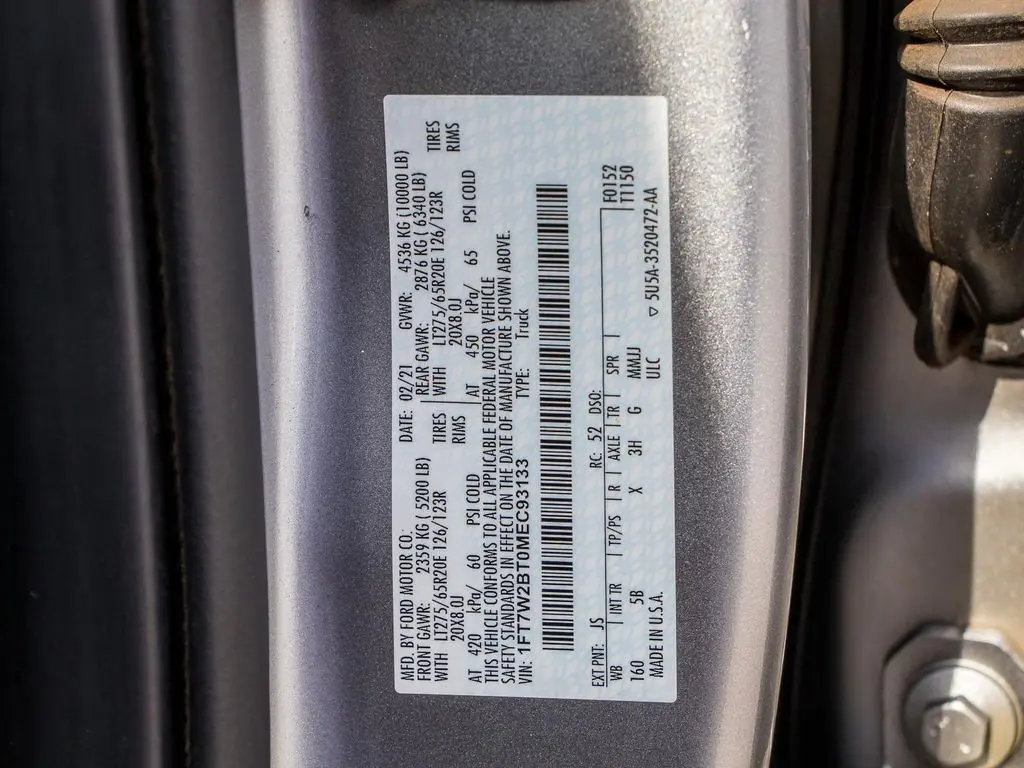 MFD. BY FORD MOTOR CO.
DATE: 02/21 GVWR: 4536 KG (10000 LB)
FRONT GAWR: 2359 KG (5200 LB)
REAR GAWR: 2876 KG (6340 LB)
WITH LT275/65R20E 126/123R TIRES
WITH LT275/65R20E 126/123R TIRES
20X8.0J RIMS
20X8.0J RIMS
AT 420 kPa/ 60 PSI COLD
AT 450 kPa/ 65 PSI COLD
THIS VEHICLE CONFORMS TO ALL APPLICABLE FEDERAL MOTOR VEHICLE
SAFETY STANDARDS IN EFFECT ON THE DATE OF MANUFACTURE SHOWN ABOVE.
VIN: 1FT7W2BT0MEC93133 TYPE: Truck
EXT PNT: JS RC: 52 DSO: F0152
WB INT TR TP/PS R AXLE TR SPR T1150
160 5B X 3H G MMJJ
MADE IN U.S.A. ULC
▽ 5U5A-3520472-AA